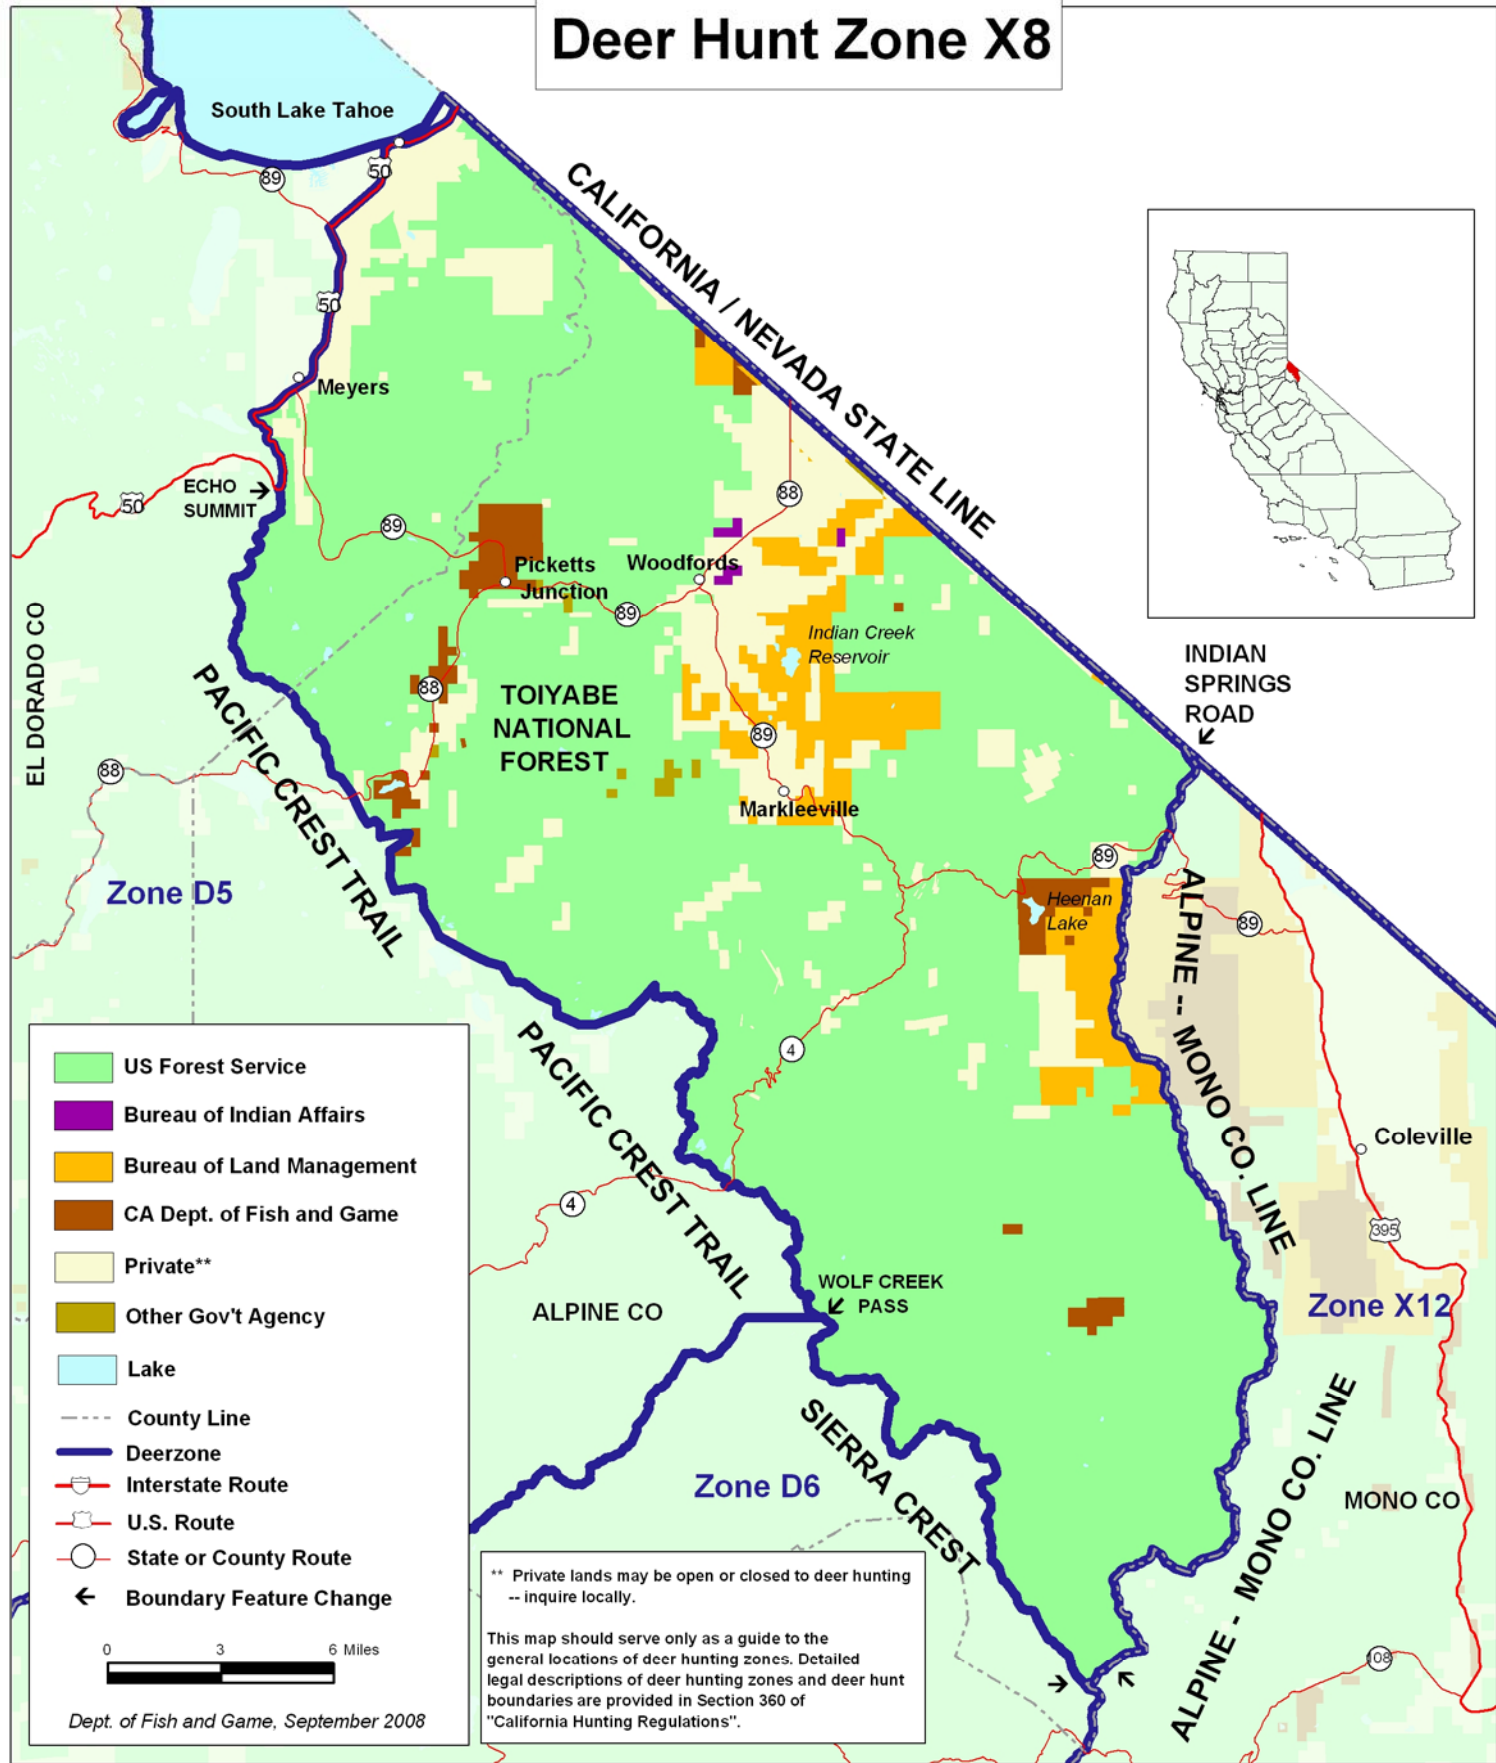 Deer Hunt Zone X8
South Lake Tahoe
50
89
CALIFORNIA / NEVADA STATE LINE
50
Meyers
ECHO
SUMMIT
50
88
89
Picketts
Junction
Woodfords
89
Indian Creek
Reservoir
EL DORADO CO
INDIAN
SPRINGS
ROAD
88
TOIYABE
NATIONAL
FOREST
PACIFIC CREST TRAIL
89
88
Markleeville
89
Zone D5
Heenan
Lake
89
ALPINE -- MONO CO. LINE
PACIFIC CREST TRAIL
4
Coleville
4
395
WOLF CREEK
PASS
ALPINE CO
Zone X12
SIERRA CREST
Zone D6
MONO CO
ALPINE - MONO CO. LINE
108
US Forest Service
Bureau of Indian Affairs
Bureau of Land Management
CA Dept. of Fish and Game
Private**
Other Gov't Agency
Lake
County Line
Deerzone
Interstate Route
U.S. Route
State or County Route
Boundary Feature Change
0 3 6 Miles
Dept. of Fish and Game, September 2008
** Private lands may be open or closed to deer hunting
-- inquire locally.
This map should serve only as a guide to the
general locations of deer hunting zones. Detailed
legal descriptions of deer hunting zones and deer hunt
boundaries are provided in Section 360 of
"California Hunting Regulations".